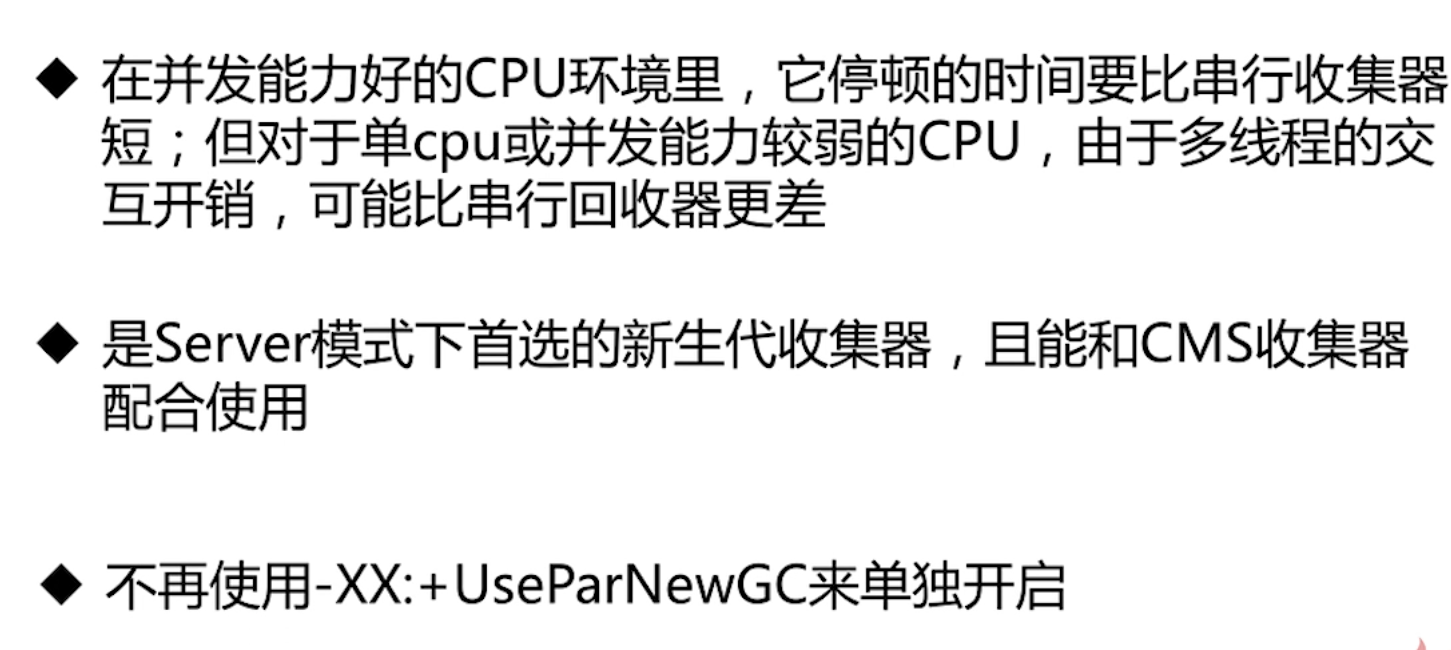 ◆ 在并发能力好的CPU环境里，它停顿的时间要比串行收集器
短；但对于单cpu或并发能力较弱的CPU，由于多线程的交
互开销，可能比串行回收器更差
◆ 是Server模式下首选的新生代收集器，且能和CMS收集器
配合使用
◆ 不再使用-XX:+UseParNewGC来单独开启